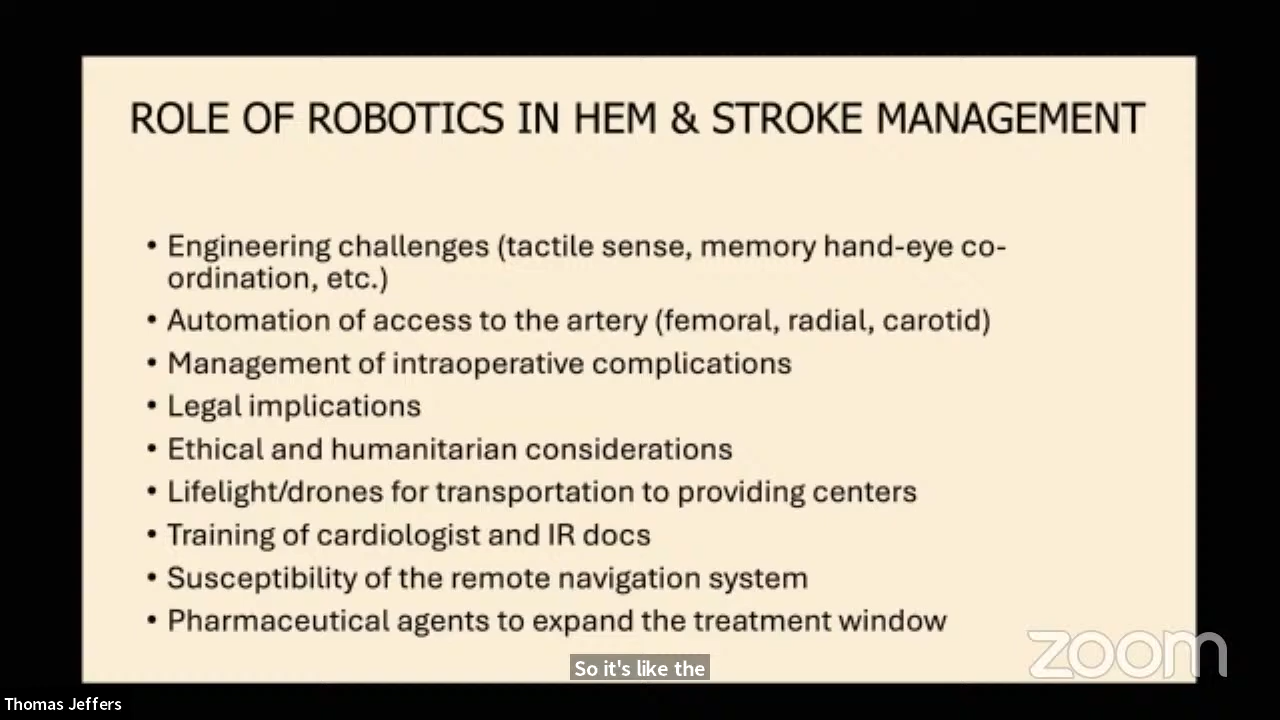 ROLE OF ROBOTICS IN HEM & STROKE MANAGEMENT
• Engineering challenges (tactile sense, memory hand-eye co-
ordination, etc.)
• Automation of access to the artery (femoral, radial, carotid)
• Management of intraoperative complications
• Legal implications
• Ethical and humanitarian considerations
• Lifelight/drones for transportation to providing centers
• Training of cardiologist and IR docs
• Susceptibility of the remote navigation system
• Pharmaceutical agents to expand the treatment window
zoom
So it's like the
Thomas Jeffers